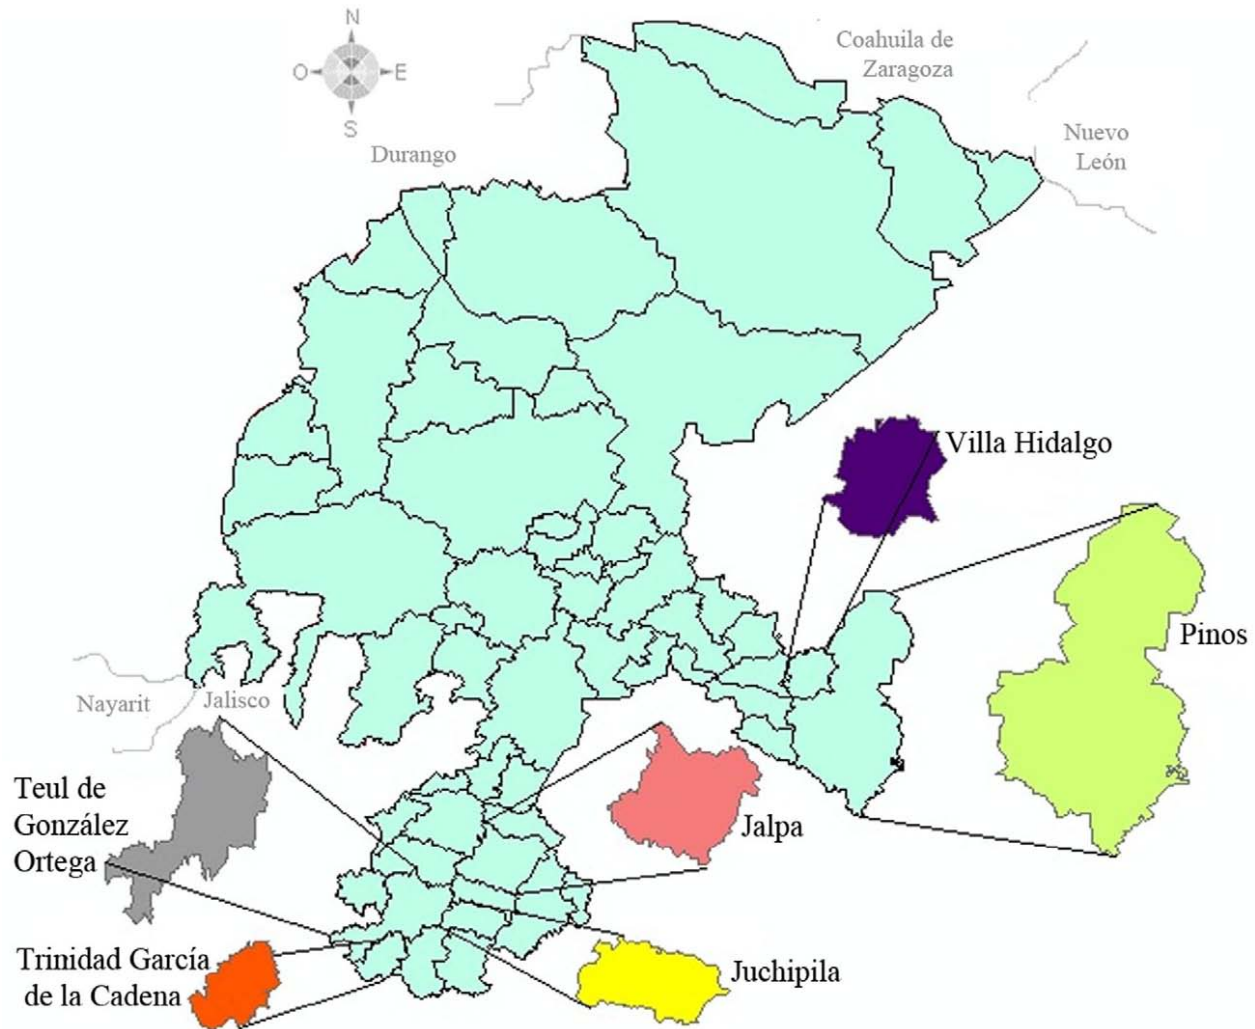 N
O
E
S
Coahuila de
Zaragoza
Nuevo
León
Durango
Villa Hidalgo
Pinos
Nayarit
Jalisco
Teul de
González
Ortega
Jalpa
Trinidad García
de la Cadena
Juchipila